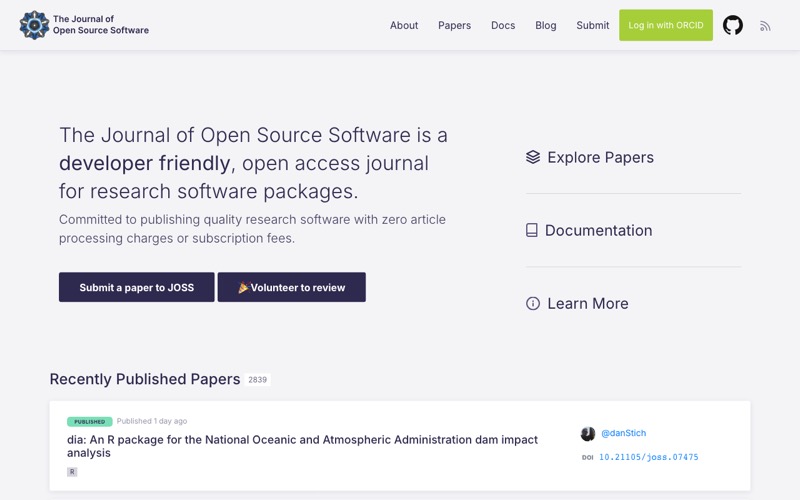 The Journal of
Open Source Software
About
Papers
Docs
Blog
Submit
Log in with ORCID
The Journal of Open Source Software is a
developer friendly, open access journal
for research software packages.
Committed to publishing quality research software with zero article
processing charges or subscription fees.
Submit a paper to JOSS
🎉Volunteer to review
Explore Papers
Documentation
Learn More
Recently Published Papers 2839
PUBLISHED Published 1 day ago
dia: An R package for the National Oceanic and Atmospheric Administration dam impact
analysis
R
@danStich
DOI 10.21105/joss.07475